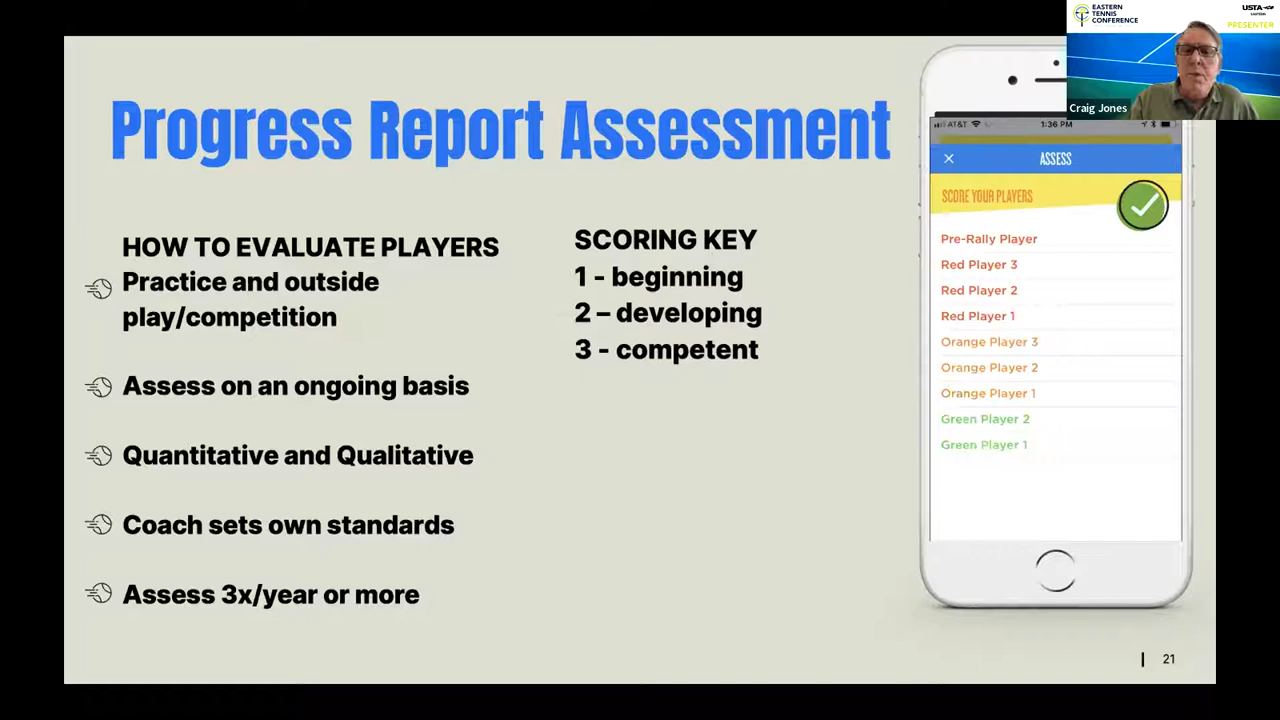 Progress Report Assessment
HOW TO EVALUATE PLAYERS
Practice and outside
play/competition
Assess on an ongoing basis
Quantitative and Qualitative
Coach sets own standards
Assess 3x/year or more
SCORING KEY
1 - beginning
2 – developing
3 - competent
AT&T
1:36 PM
ASSESS
SCORE YOUR PLAYERS
Pre-Rally Player
Red Player 3
Red Player 2
Red Player 1
Orange Player 3
Orange Player 2
Orange Player 1
Green Player 2
Green Player 1
21
EASTERN
TENNIS
CONFERENCE
USTA
EASTERN
PRESENTER
Craig Jones